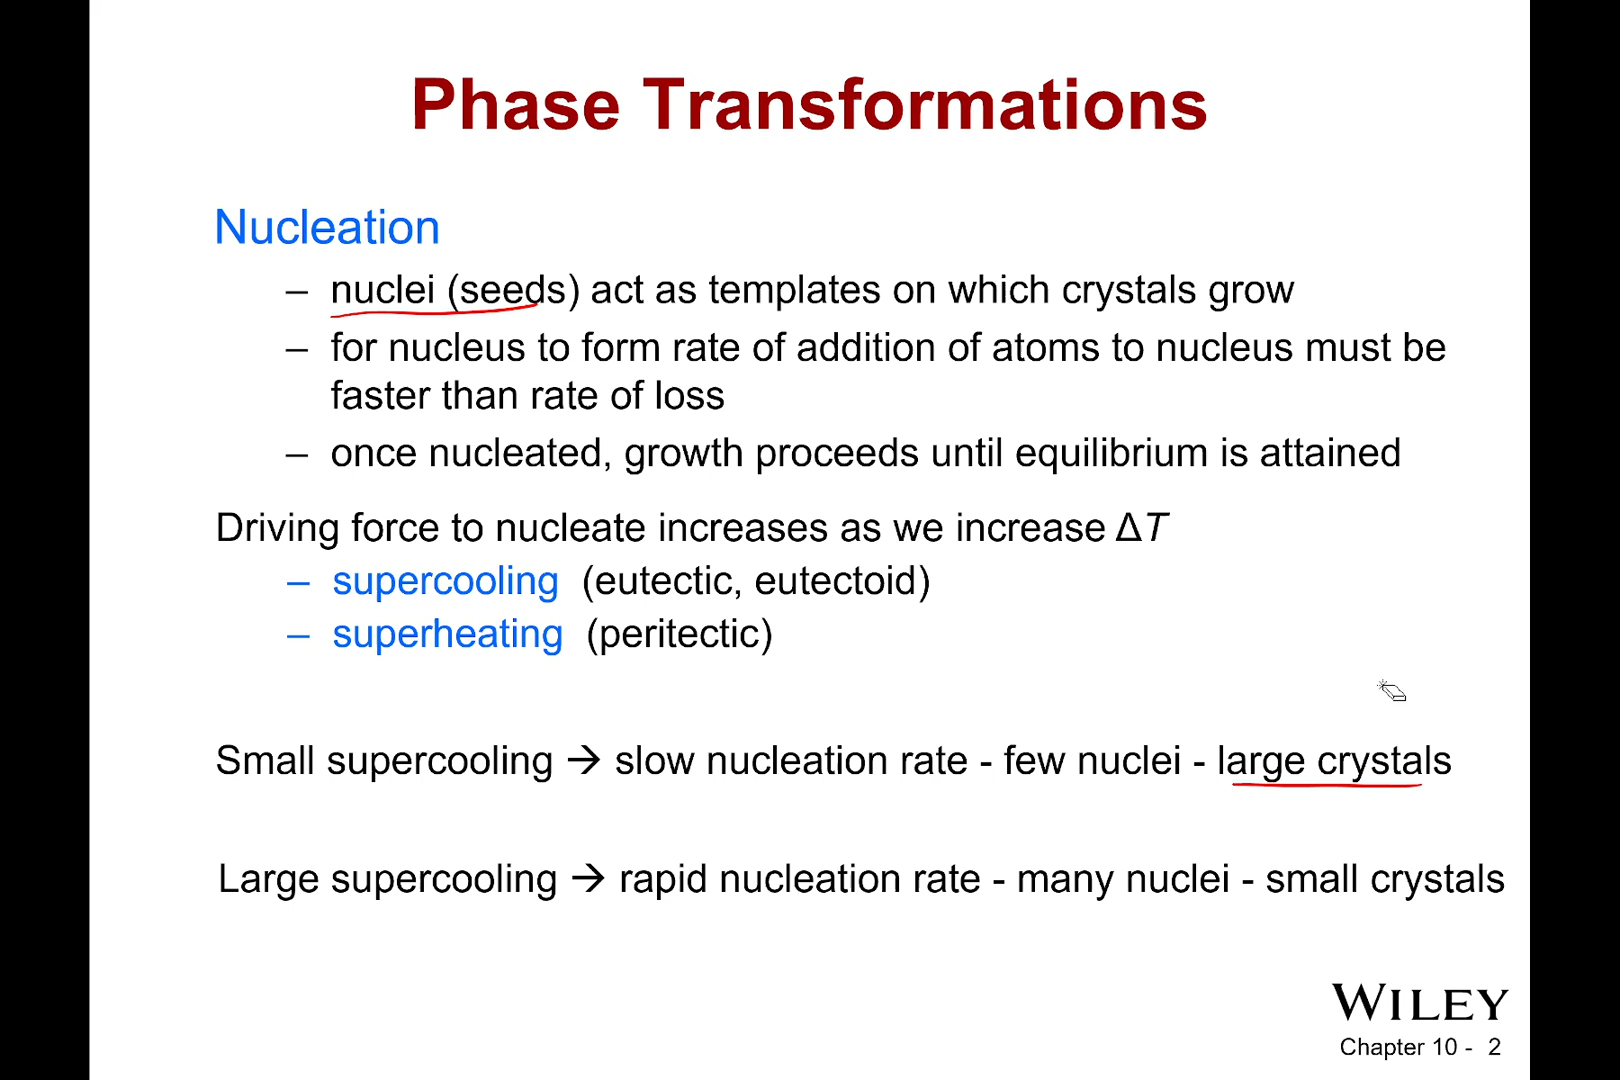 Phase Transformations
Nucleation
– nuclei (seeds) act as templates on which crystals grow
– for nucleus to form rate of addition of atoms to nucleus must be
faster than rate of loss
– once nucleated, growth proceeds until equilibrium is attained
Driving force to nucleate increases as we increase ΔT
– supercooling (eutectic, eutectoid)
– superheating (peritectic)
Small supercooling → slow nucleation rate - few nuclei - large crystals
Large supercooling → rapid nucleation rate - many nuclei - small crystals
WILEY
Chapter 10 - 2